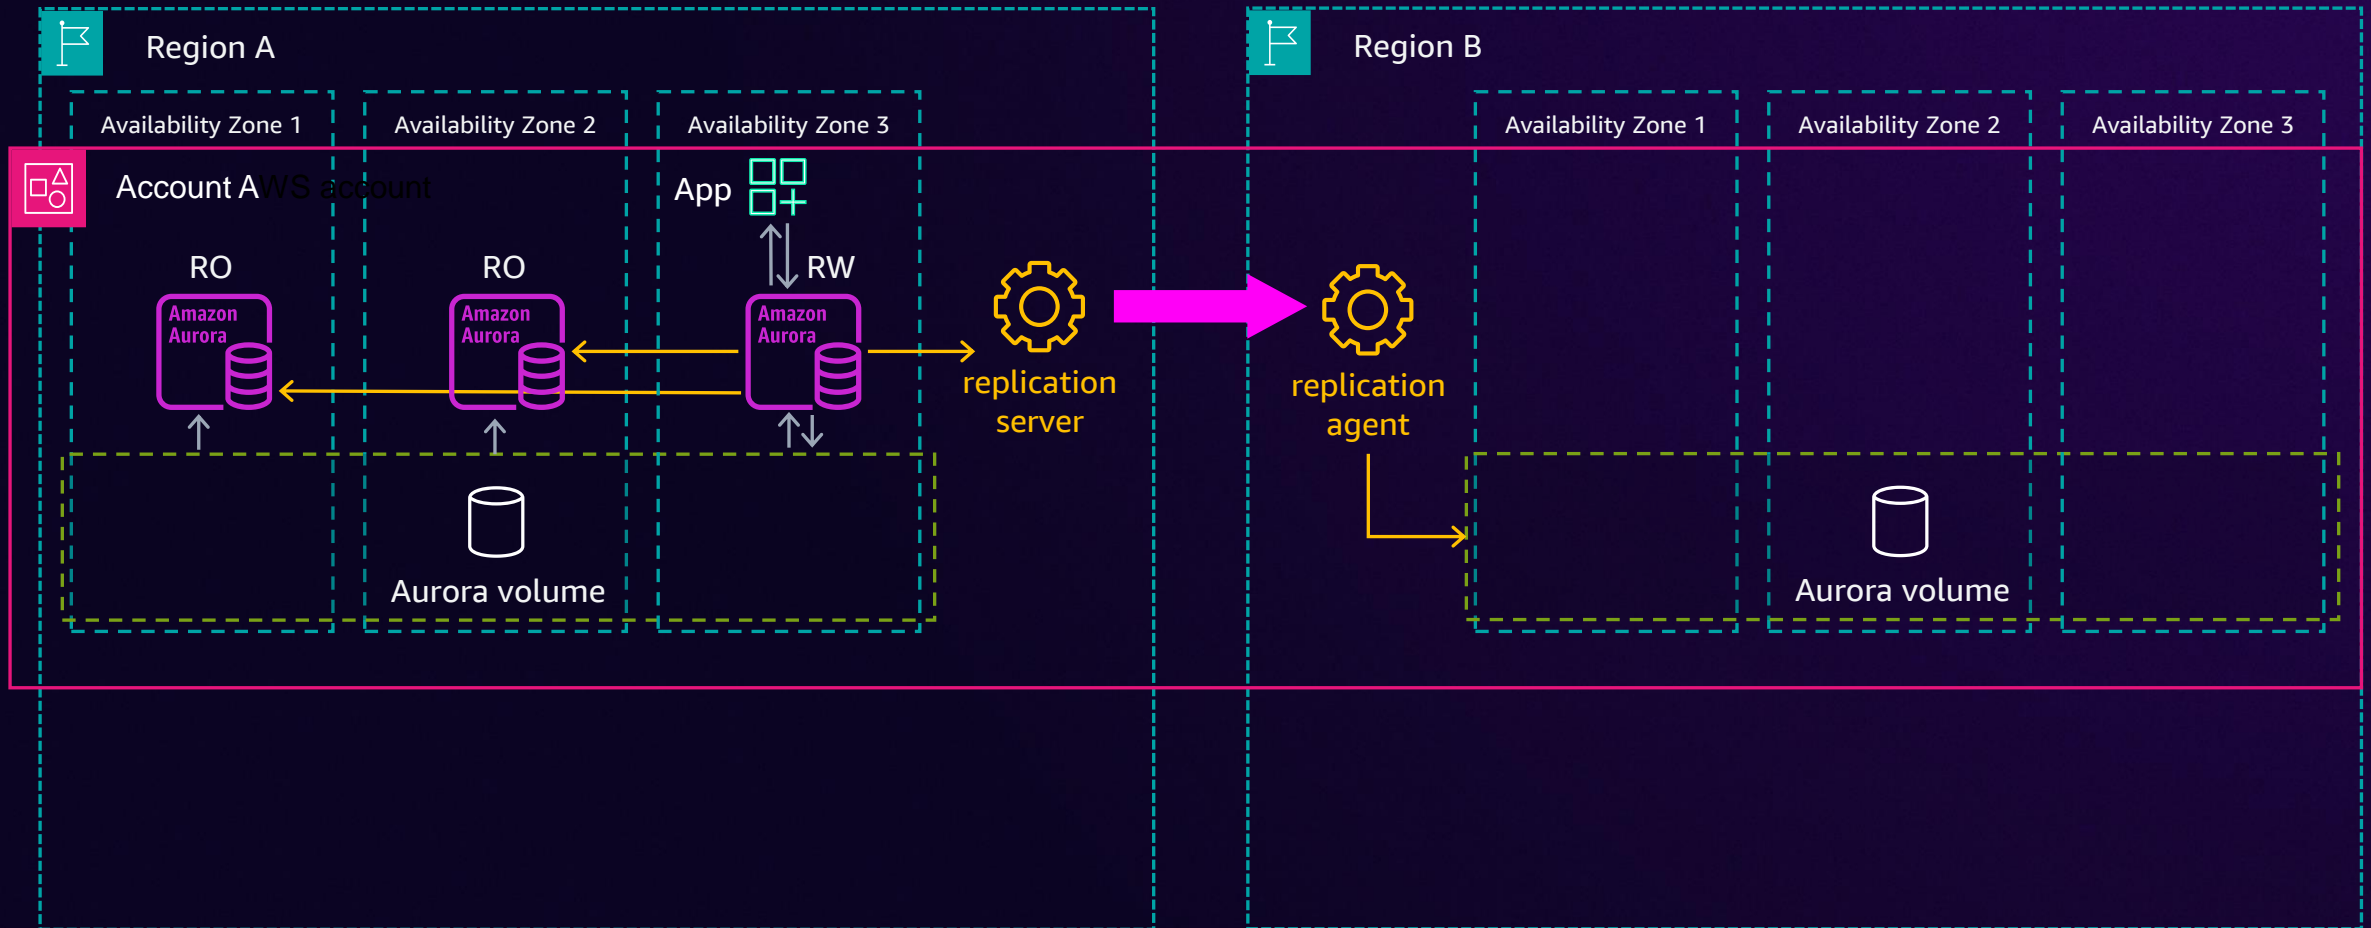 Region A
Region B
Availability Zone 1
Availability Zone 2
Availability Zone 3
Availability Zone 1
Availability Zone 2
Availability Zone 3
Account AWS account
App
RO
RO
RW
Amazon
Aurora
Amazon
Aurora
Amazon
Aurora
replication
server
replication
agent
Aurora volume
Aurora volume